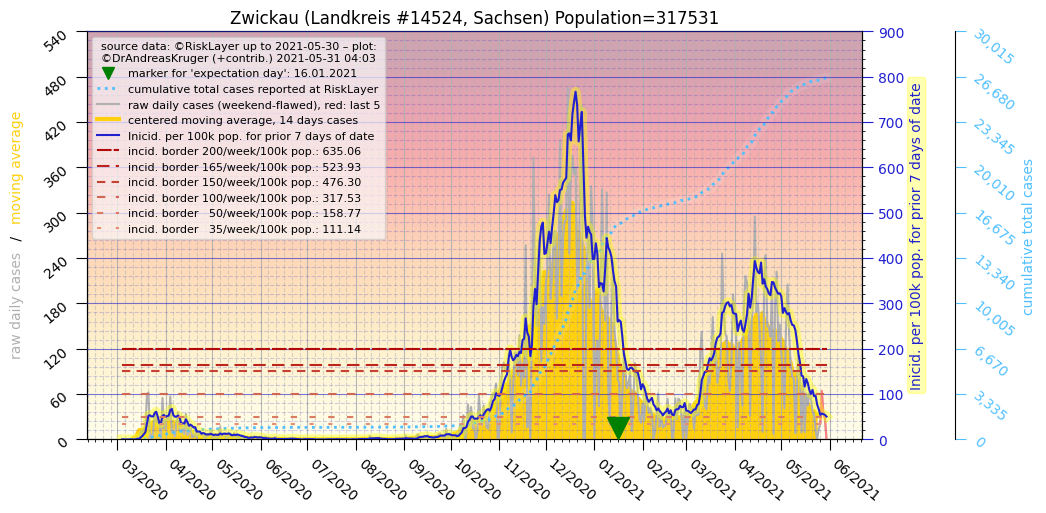 Zwickau (Landkreis #14524, Sachsen) Population=317531
source data: ©RiskLayer up to 2021-05-30 – plot:
©DrAndreasKruger (+contrib.) 2021-05-31 04:03
marker for 'expectation day': 16.01.2021
cumulative total cases reported at RiskLayer
raw daily cases (weekend-flawed), red: last 5
centered moving average, 14 days cases
Inicid. per 100k pop. for prior 7 days of date
incid. border 200/week/100k pop.: 635.06
incid. border 165/week/100k pop.: 523.93
incid. border 150/week/100k pop.: 476.30
incid. border 100/week/100k pop.: 317.53
incid. border   50/week/100k pop.: 158.77
incid. border   35/week/100k pop.: 111.14
raw daily cases / moving average
540
480
420
360
300
240
180
120
60
0
03/2020
04/2020
05/2020
06/2020
07/2020
08/2020
09/2020
10/2020
11/2020
12/2020
01/2021
02/2021
03/2021
04/2021
05/2021
06/2021
900
800
700
600
500
400
300
200
100
0
Inicid. per 100k pop. for prior 7 days of date
30,015
26,680
23,345
20,010
16,675
13,340
10,005
6,670
3,335
0
cumulative total cases